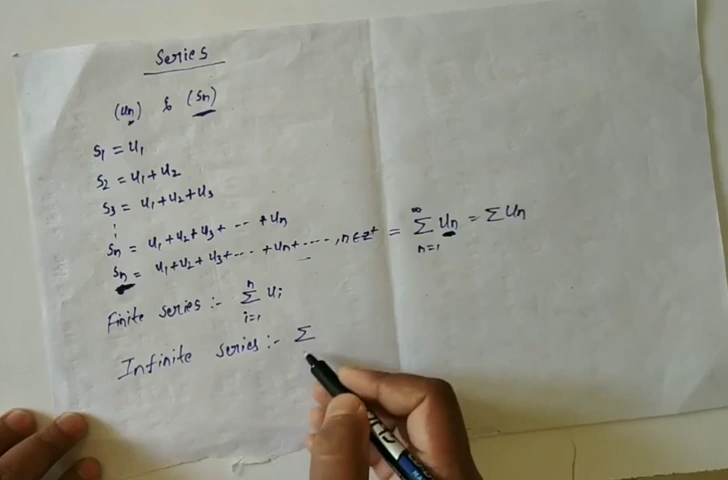 Series
(un) & (Sn)
S1 = u1
S2 = u1+u2
S3 = u1+u2+u3
⋮
Sn = u1+u2+u3+ ... +un
Sn = u1+u2+u3+... +un+...., n∈z+ = ∞ Σ n=1 un = Σ un
Finite series :- n Σ i=1 ui
Infinite series :- Σ